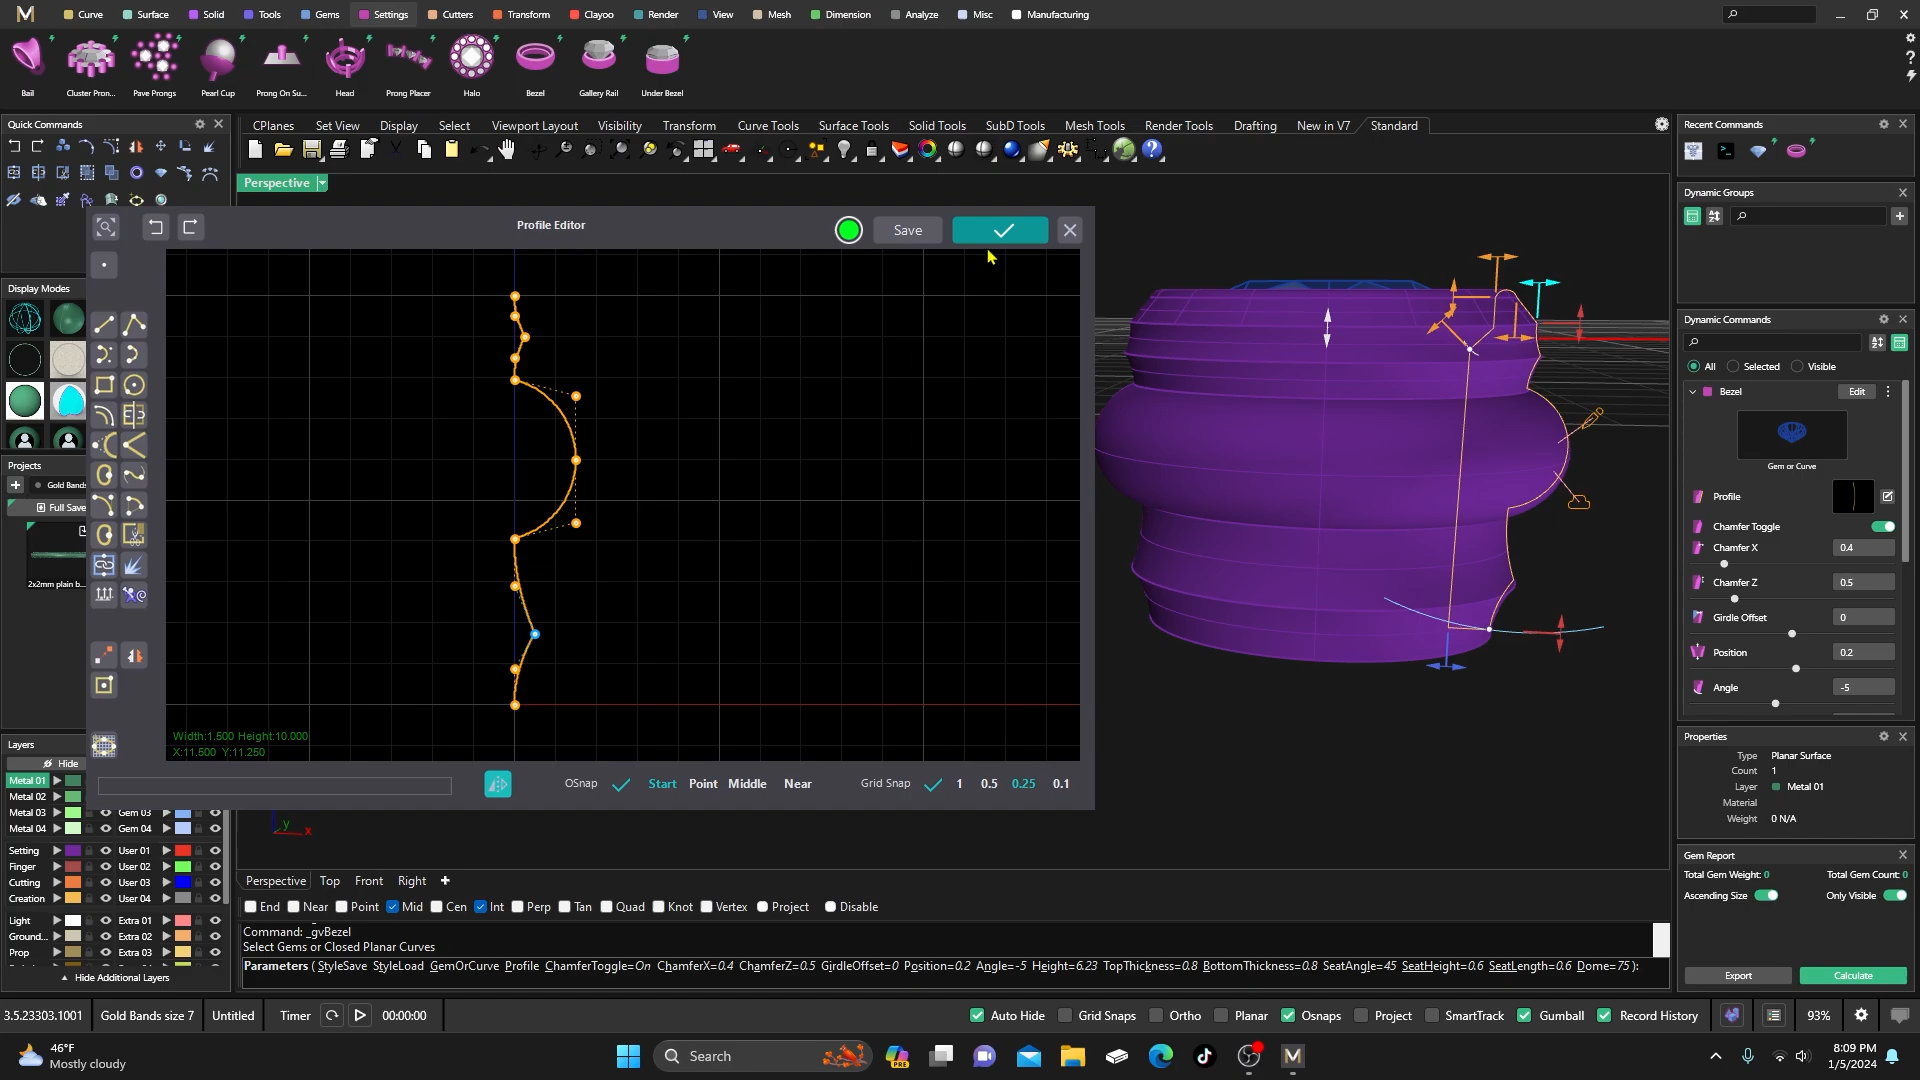 Curve Surface Solid Tools Gems Settings Cutters Transform Clayoo Render View Mesh Dimension Analyze Misc Manufacturing
Bail Cluster Pron... Pave Prongs Pearl Cup Prong On Su... Head Prong Placer Halo Bezel Gallery Rail Under Bezel
Quick Commands
CPlanes Set View Display Select Viewport Layout Visibility Transform Curve Tools Surface Tools Solid Tools SubD Tools Mesh Tools Render Tools Drafting New in V7 Standard
Perspective
Profile Editor
Save
Display Modes
Projects
Gold Bands
Full Save
2x2mm plain b...
Width:1.500 Height:10.000
X:11.500 Y:11.250
OSnap Start Point Middle Near Grid Snap 1 0.5 0.25 0.1
Layers
Hide
Metal 01
Metal 02
Metal 03 Gem 03
Metal 04 Gem 04
Setting User 01
Finger User 02
Cutting User 03
Creation User 04
Light Extra 01
Ground... Extra 02
Prop Extra 03
Hide Additional Layers
y
x
Perspective Top Front Right
End Near Point Mid Cen Int Perp Tan Quad Knot Vertex Project Disable
Command: _gvBezel
Select Gems or Closed Planar Curves
Parameters ( StyleSave StyleLoad GemOrCurve Profile ChamferToggle=On ChamferX=0.4 ChamferZ=0.5 GirdleOffset=0 Position=0.2 Angle=-5 Height=6.23 TopThickness=0.8 BottomThickness=0.8 SeatAngle=45 SeatHeight=0.6 SeatLength=0.6 Dome=75 ):
Recent Commands
Dynamic Groups
Dynamic Commands
All Selected Visible
Bezel Edit
Gem or Curve
Profile
Chamfer Toggle
Chamfer X 0.4
Chamfer Z 0.5
Girdle Offset 0
Position 0.2
Angle -5
Properties
Type Planar Surface
Count 1
Layer Metal 01
Material
Weight 0 N/A
Gem Report
Total Gem Weight: 0 Total Gem Count: 0
Ascending Size Only Visible
Export Calculate
3.5.23303.1001 Gold Bands size 7 Untitled Timer 00:00:00 Auto Hide Grid Snaps Ortho Planar Osnaps Project SmartTrack Gumball Record History 93%
46°F
Mostly cloudy
Search
PRE
M
8:09 PM
1/5/2024